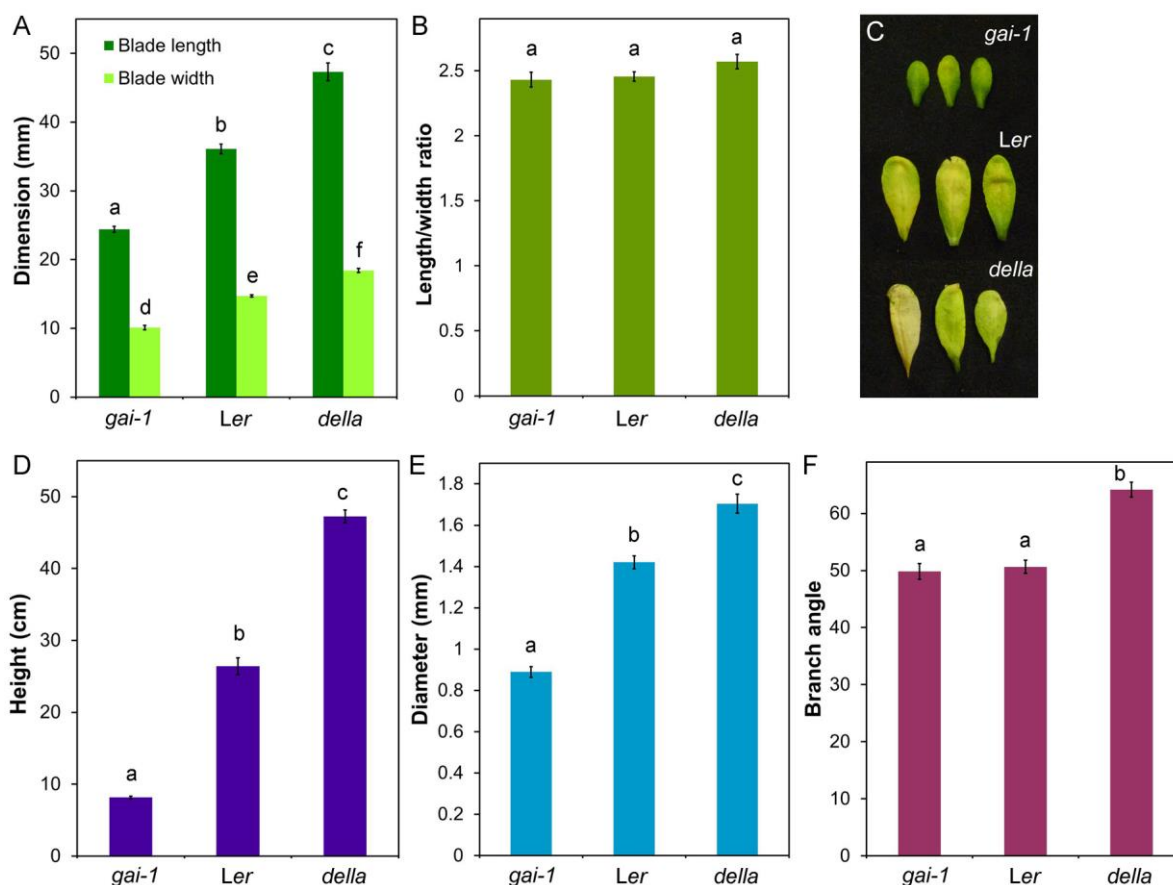 A
Blade length
Blade width
Dimension (mm)
50
40
30
20
10
0
a
d
b
e
c
f
gai-1
Ler
della
B
Length/width ratio
2.5
2
1.5
1
0.5
0
a
a
a
gai-1
Ler
della
C
gai-1
Ler
della
D
Height (cm)
50
40
30
20
10
0
a
b
c
gai-1
Ler
della
E
Diameter (mm)
1.8
1.6
1.4
1.2
1
0.8
0.6
0.4
0.2
0
a
b
c
gai-1
Ler
della
F
Branch angle
60
50
40
30
20
10
0
a
a
b
gai-1
Ler
della